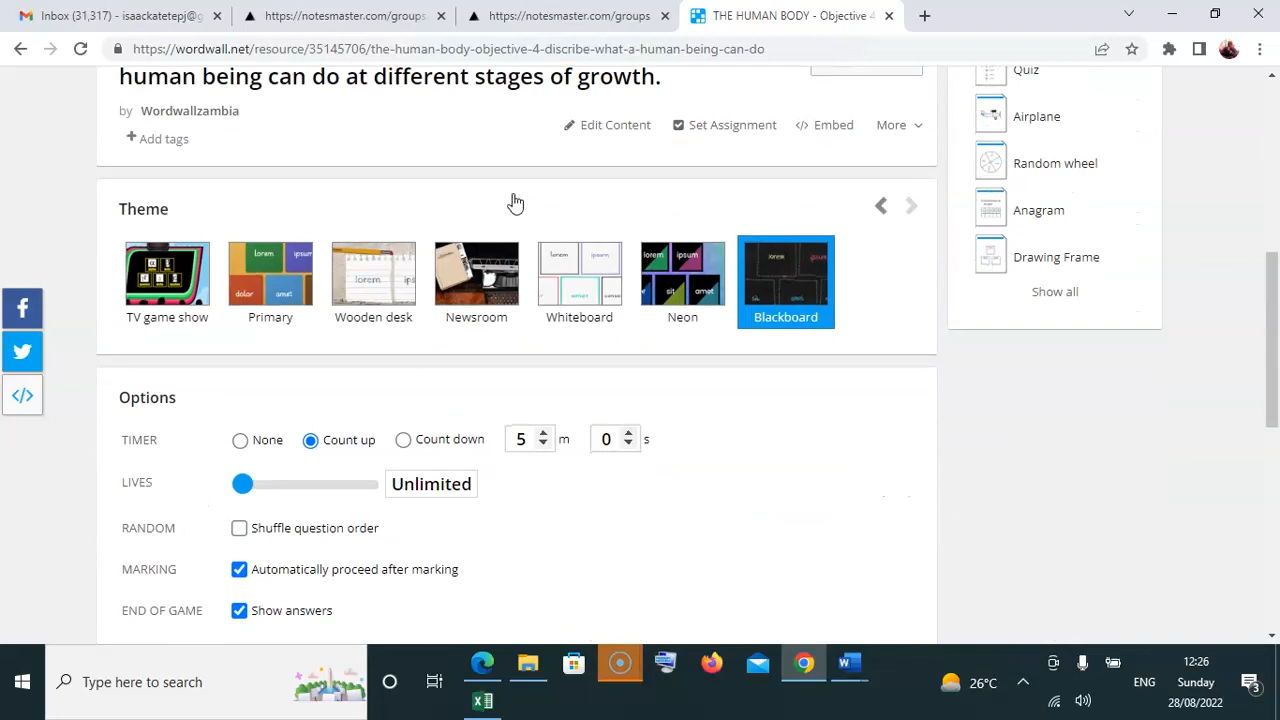 Inbox (31,317) - isaackatetepj@g
https://notesmaster.com/groups
https://notesmaster.com/groups
THE HUMAN BODY - Objective 4
https://wordwall.net/resource/35145706/the-human-body-objective-4-discribe-what-a-human-being-can-do
human being can do at different stages of growth.
by Wordwallzambia
Add tags
Edit Content
Set Assignment
Embed
More
Quiz
Airplane
Random wheel
Anagram
Drawing Frame
Show all
Theme
TV game show
Primary
Wooden desk
Newsroom
Whiteboard
Neon
Blackboard
Options
TIMER None Count up Count down 5 m 0 s
LIVES Unlimited
RANDOM Shuffle question order
MARKING Automatically proceed after marking
END OF GAME Show answers
Type here to search
26°C
ENG
12:26
Sunday
28/08/2022
3